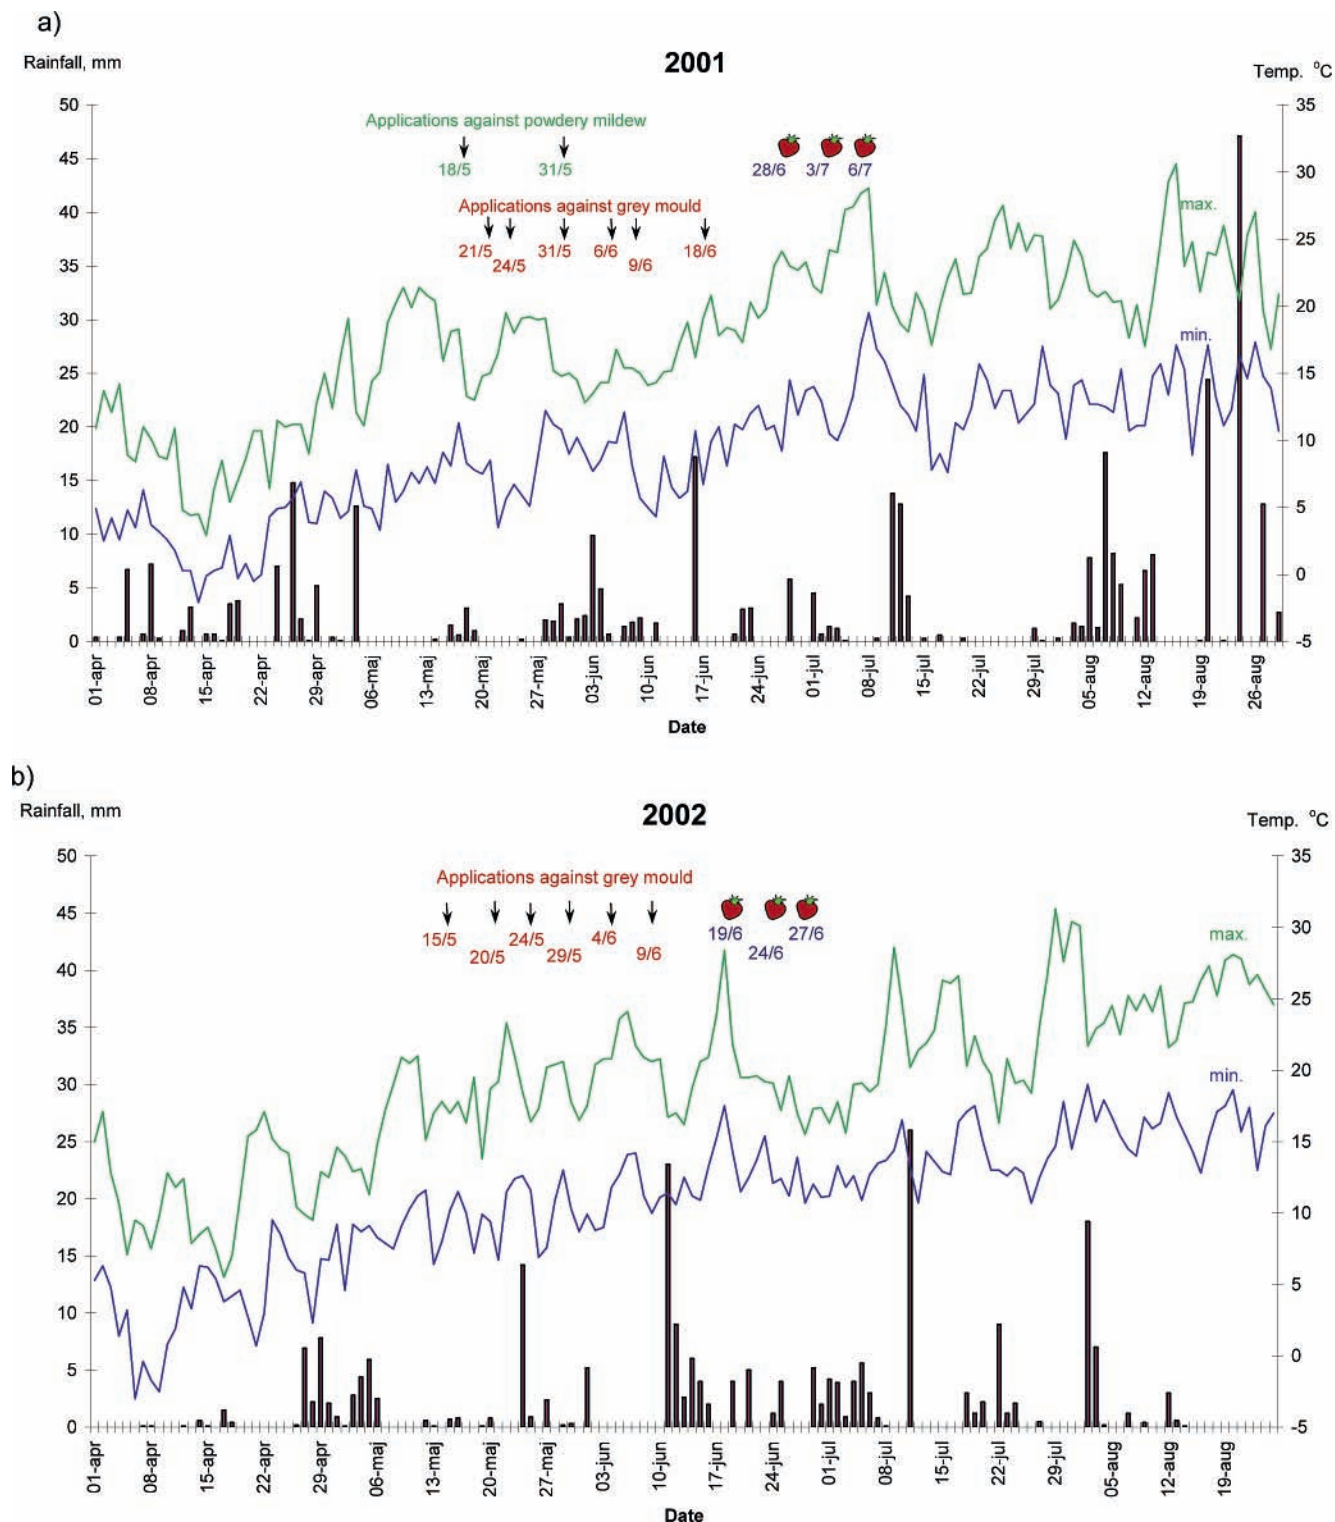 a)
Rainfall, mm
2001
Temp. °C
Applications against powdery mildew
18/5 31/5
28/6 3/7 6/7
Applications against grey mould
21/5 24/5 31/5 6/6 9/6 18/6
max.
min.
50
45
40
35
30
25
20
15
10
5
0
35
30
25
20
15
10
5
0
-5
01-apr 08-apr 15-apr 22-apr 29-apr 06-maj 13-maj 20-maj 27-maj 03-jun 10-jun 17-jun 24-jun 01-jul 08-jul 15-jul 22-jul 29-jul 05-aug 12-aug 19-aug 26-aug
Date
b)
Rainfall, mm
2002
Temp. °C
Applications against grey mould
15/5 20/5 24/5 29/5 4/6 9/6
19/6 24/6 27/6
max.
min.
50
45
40
35
30
25
20
15
10
5
0
35
30
25
20
15
10
5
0
-5
01-apr 08-apr 15-apr 22-apr 29-apr 06-maj 13-maj 20-maj 27-maj 03-jun 10-jun 17-jun 24-jun 01-jul 08-jul 15-jul 22-jul 29-jul 05-aug 12-aug 19-aug
Date